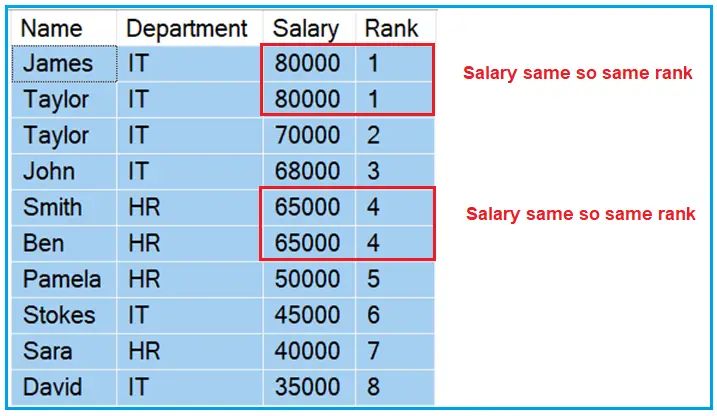 Name Department Salary Rank
James IT 80000 1
Salary same so same rank
Taylor IT 80000 1
Taylor IT 70000 2
John IT 68000 3
Smith HR 65000 4
Salary same so same rank
Ben HR 65000 4
Pamela HR 50000 5
Stokes IT 45000 6
Sara HR 40000 7
David IT 35000 8